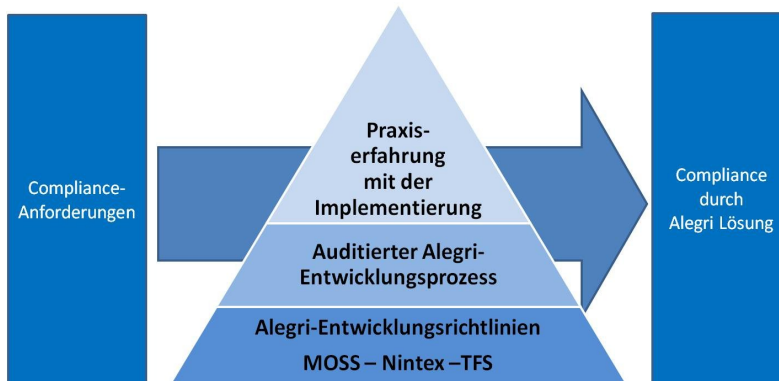 Compliance-
Anforderungen
Praxis-
erfahrung
mit der
Implementierung
Auditierter Alegri-
Entwicklungsprozess
Alegri-Entwicklungsrichtlinien
MOSS – Nintex –TFS
Compliance
durch
Alegri Lösung